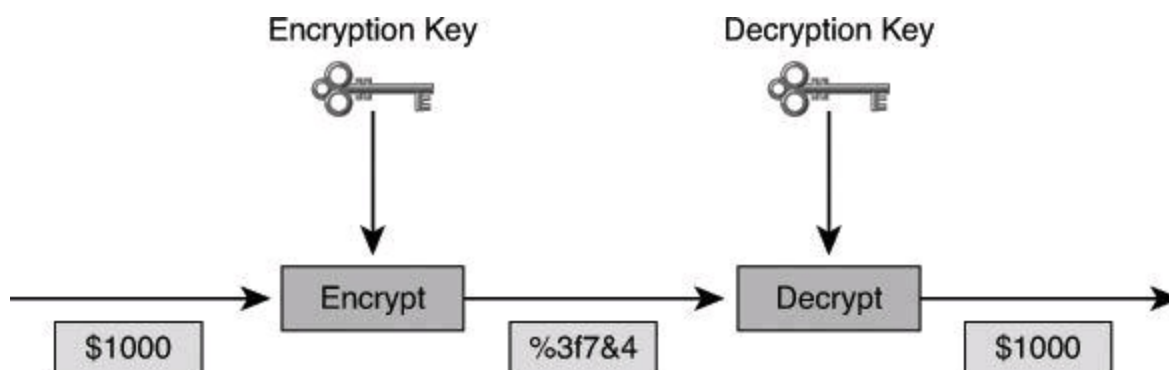 Encryption Key
Decryption Key
Encrypt
Decrypt
$1000
%3f7&4
$1000